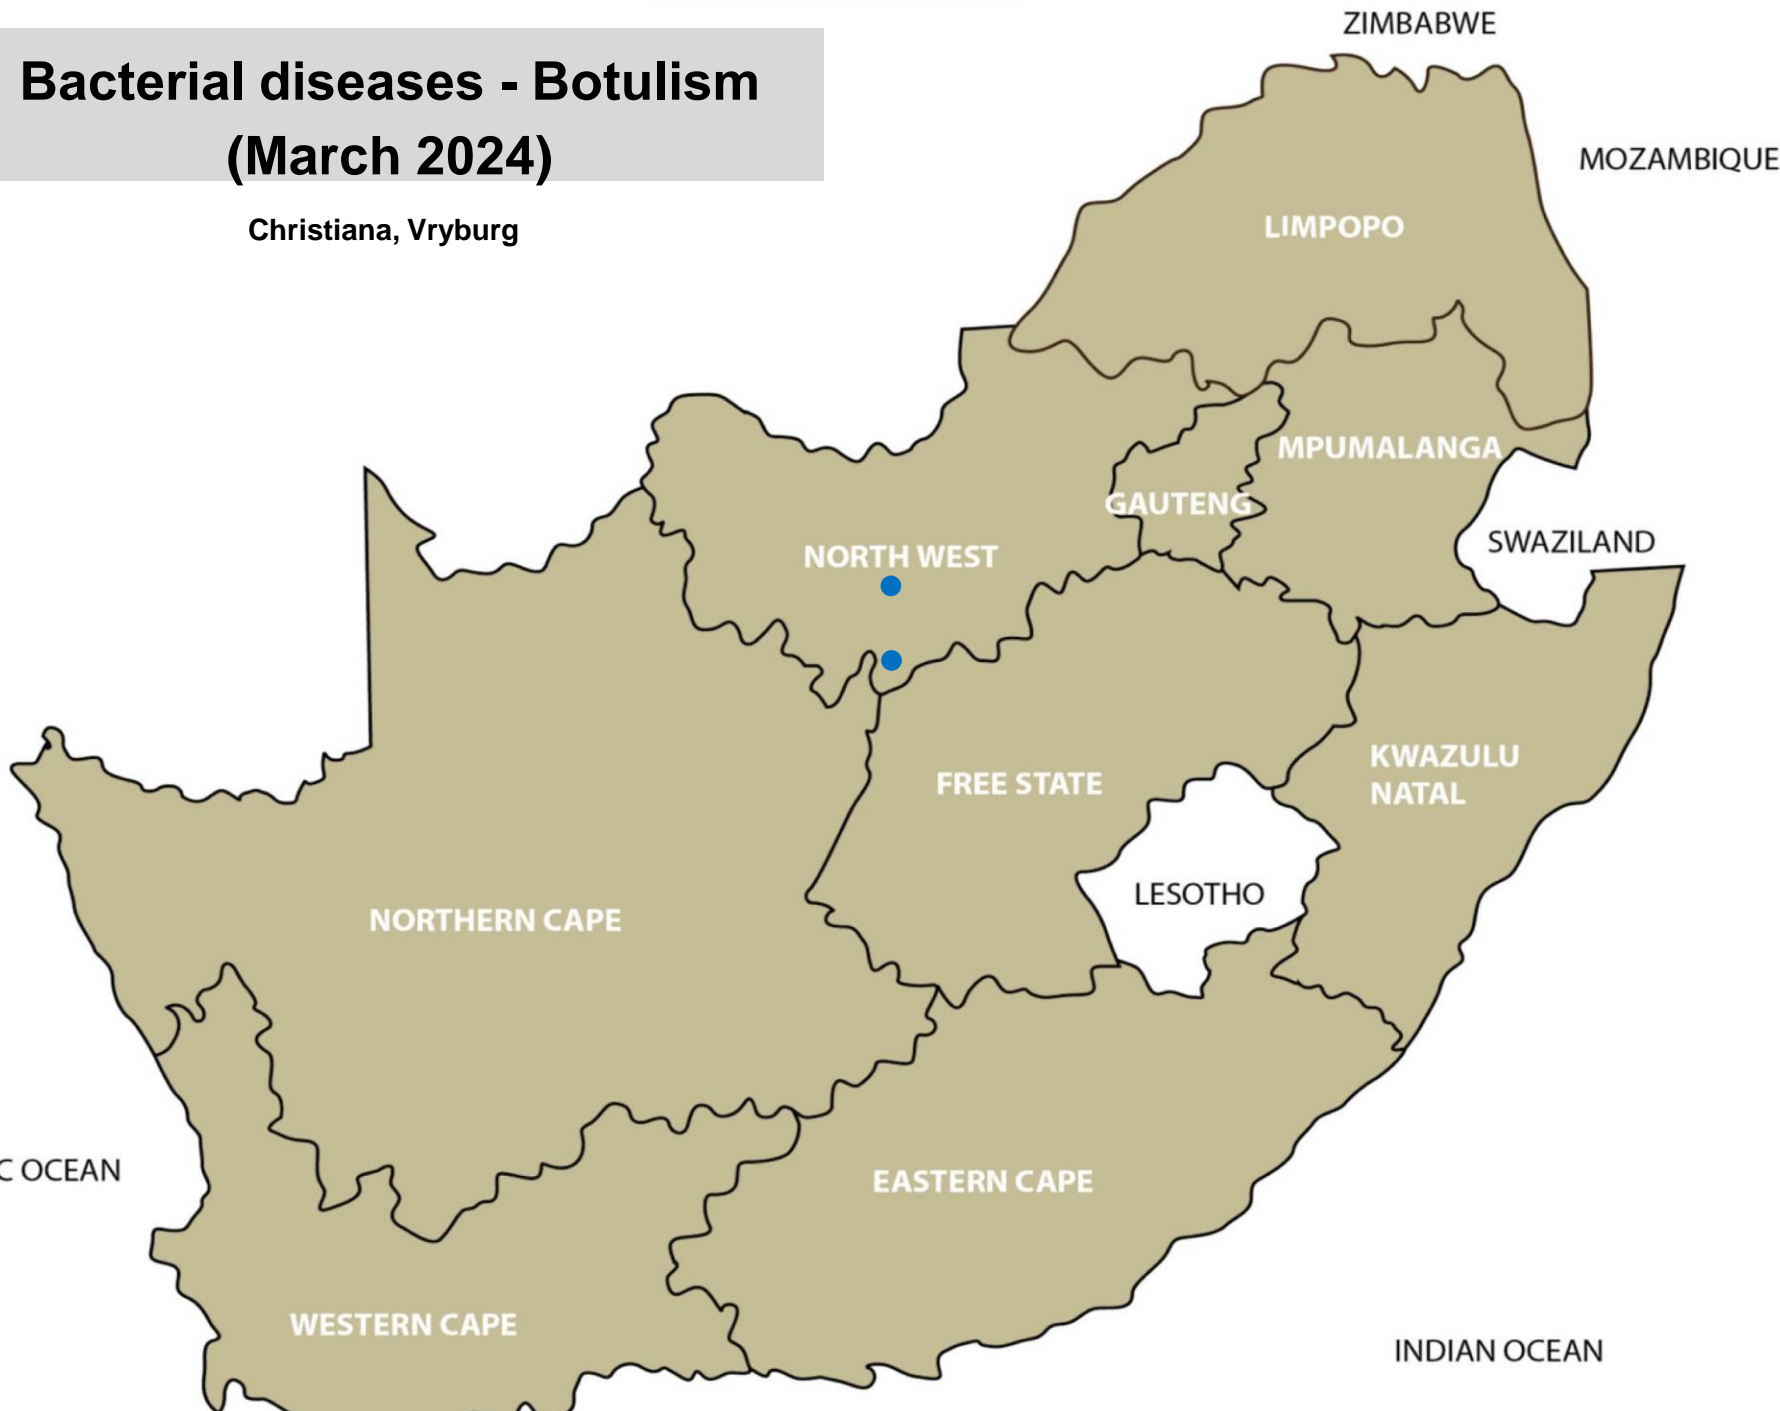 Bacterial diseases - Botulism
(March 2024)
Christiana, Vryburg
ZIMBABWE
MOZAMBIQUE
LIMPOPO
MPUMALANGA
GAUTENG
SWAZILAND
NORTH WEST
KWAZULU
NATAL
FREE STATE
LESOTHO
NORTHERN CAPE
C OCEAN
EASTERN CAPE
WESTERN CAPE
INDIAN OCEAN